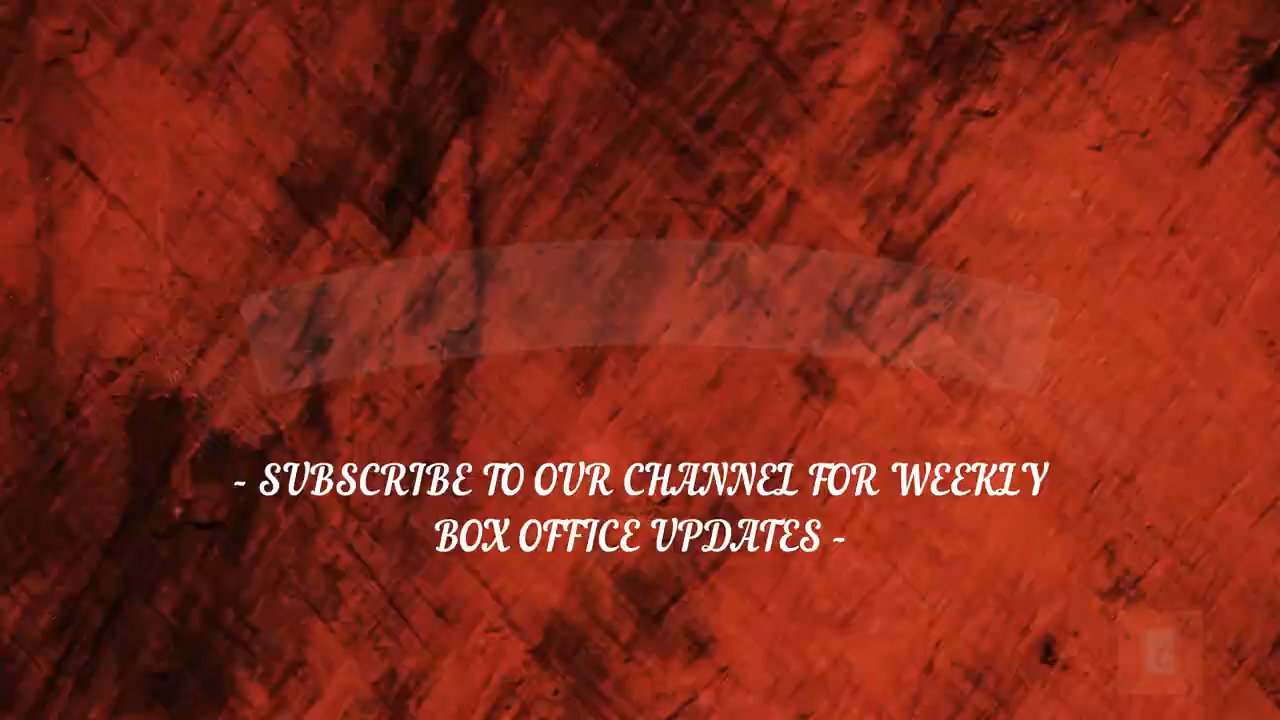 - SUBSCRIBE TO OUR CHANNEL FOR WEEKLY
BOX OFFICE UPDATES -